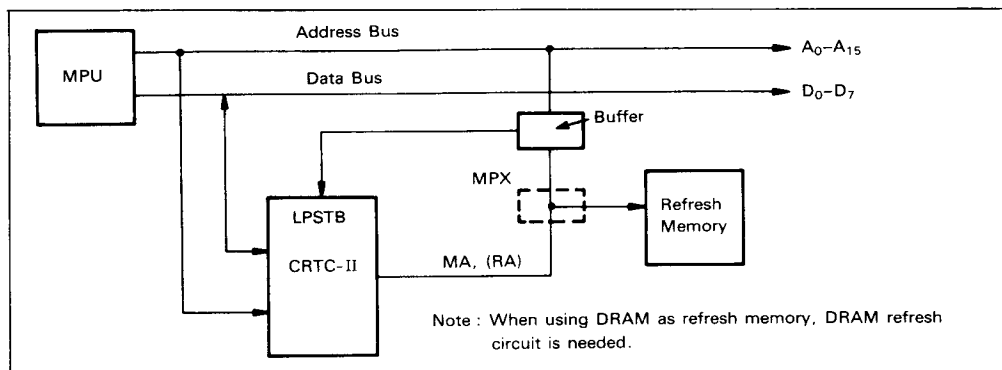 Address Bus
A₀–A₁₅
MPU
Data Bus
D₀–D₇
Buffer
MPX
LPSTB
Refresh
Memory
CRTC-II
MA, (RA)
Note : When using DRAM as refresh memory, DRAM refresh
circuit is needed.